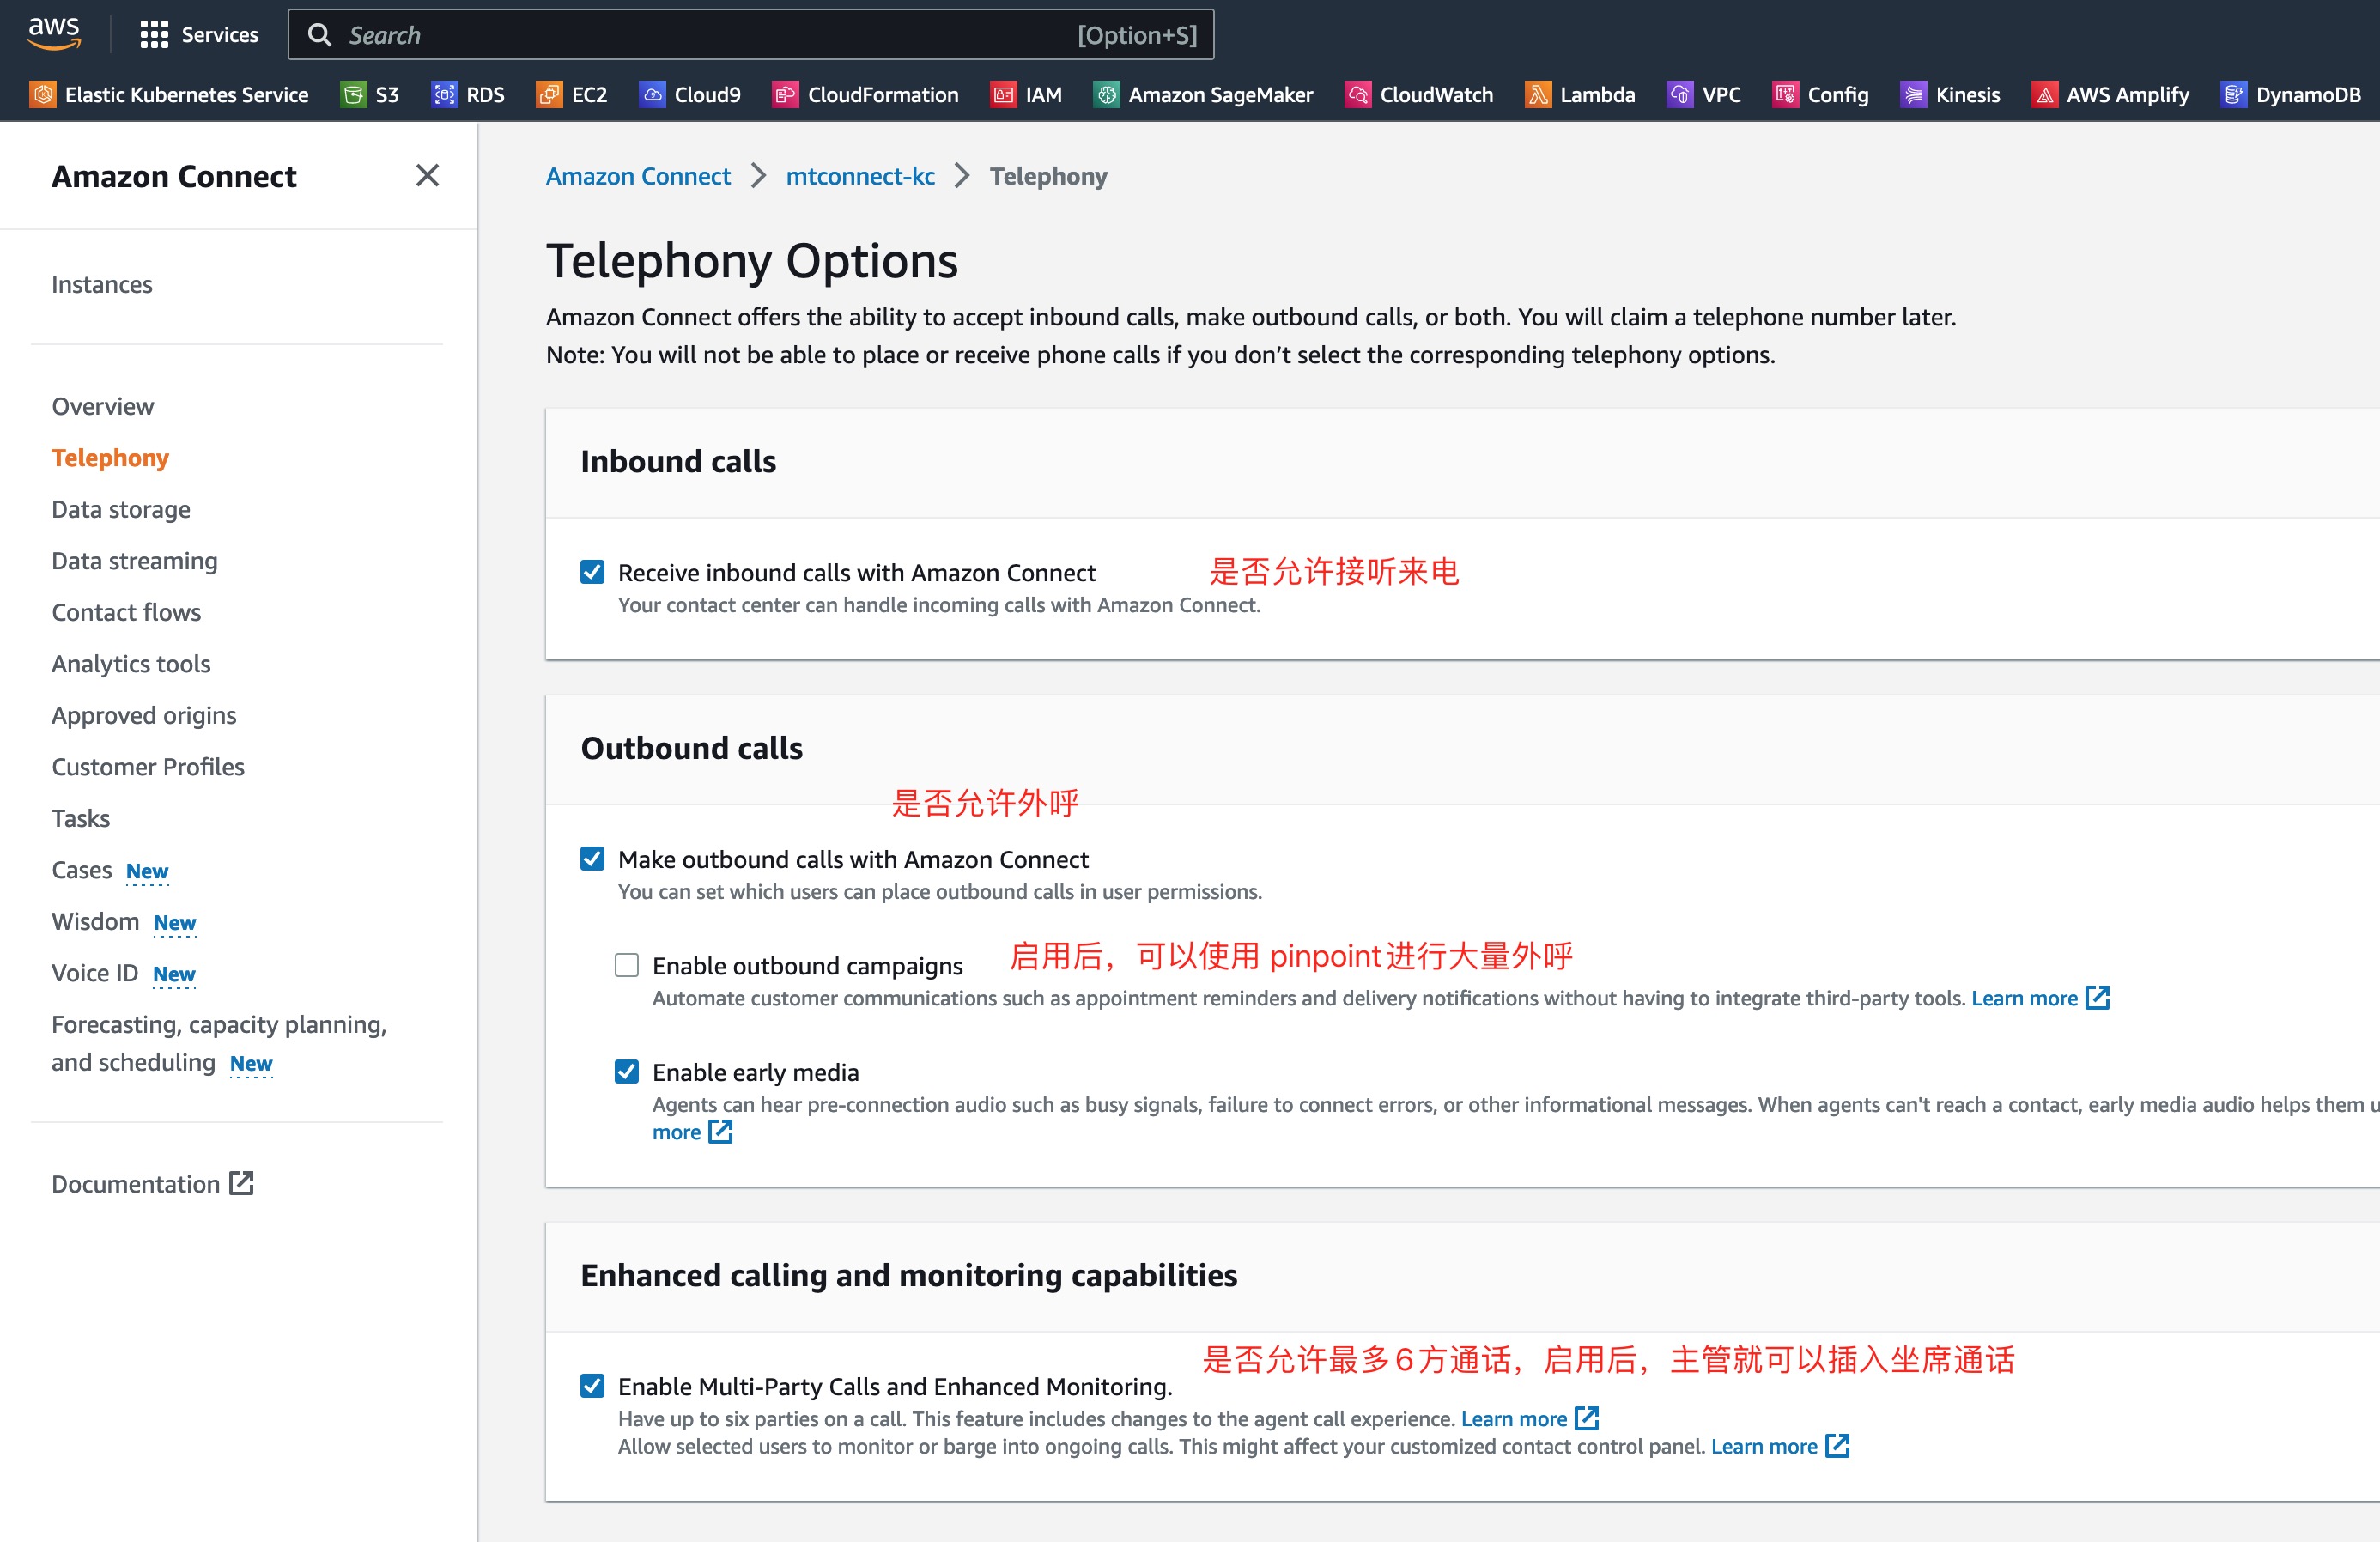 aws
Services
Search
[Option+S]
Elastic Kubernetes Service
S3
RDS
EC2
Cloud9
CloudFormation
IAM
Amazon SageMaker
CloudWatch
Lambda
VPC
Config
Kinesis
AWS Amplify
DynamoDB
Amazon Connect
Instances
Overview
Telephony
Data storage
Data streaming
Contact flows
Analytics tools
Approved origins
Customer Profiles
Tasks
Cases New
Wisdom New
Voice ID New
Forecasting, capacity planning,
and scheduling New
Documentation
Amazon Connect > mtconnect-kc > Telephony
Telephony Options
Amazon Connect offers the ability to accept inbound calls, make outbound calls, or both. You will claim a telephone number later.
Note: You will not be able to place or receive phone calls if you don’t select the corresponding telephony options.
Inbound calls
Receive inbound calls with Amazon Connect
是否允许接听来电
Your contact center can handle incoming calls with Amazon Connect.
Outbound calls
是否允许外呼
Make outbound calls with Amazon Connect
You can set which users can place outbound calls in user permissions.
Enable outbound campaigns
启用后，可以使用 pinpoint进行大量外呼
Automate customer communications such as appointment reminders and delivery notifications without having to integrate third-party tools. Learn more
Enable early media
Agents can hear pre-connection audio such as busy signals, failure to connect errors, or other informational messages. When agents can't reach a contact, early media audio helps them u
more
Enhanced calling and monitoring capabilities
是否允许最多6方通话，启用后，主管就可以插入坐席通话
Enable Multi-Party Calls and Enhanced Monitoring.
Have up to six parties on a call. This feature includes changes to the agent call experience. Learn more
Allow selected users to monitor or barge into ongoing calls. This might affect your customized contact control panel. Learn more